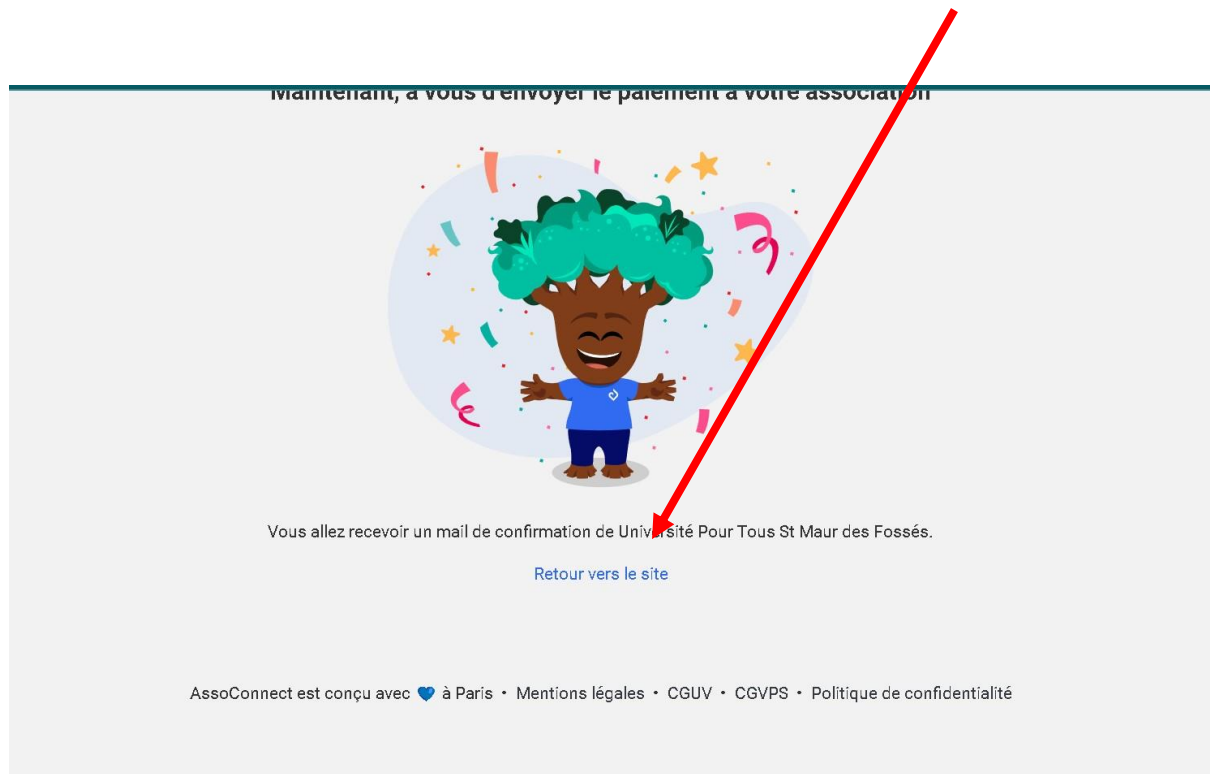 Maintenant, à vous d'envoyer le paiement à votre association
Vous allez recevoir un mail de confirmation de Université Pour Tous St Maur des Fossés.
Retour vers le site
AssoConnect est conçu avec 💙 à Paris • Mentions légales • CGUV • CGVPS • Politique de confidentialité